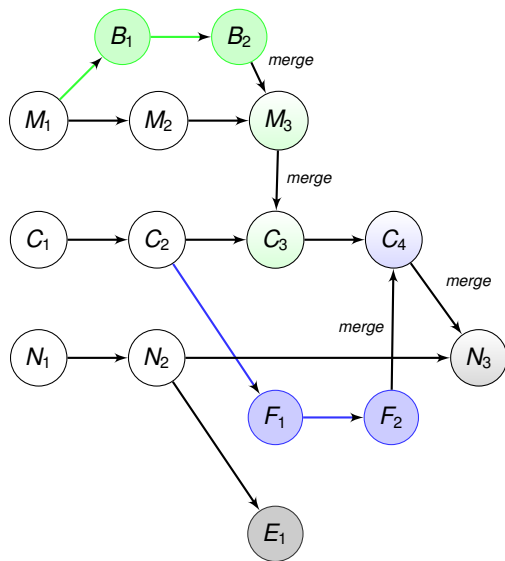 B₁ B₂
merge
M₁ M₂ M₃
merge
C₁ C₂ C₃ C₄
merge
merge
N₁ N₂ N₃
F₁ F₂
E₁